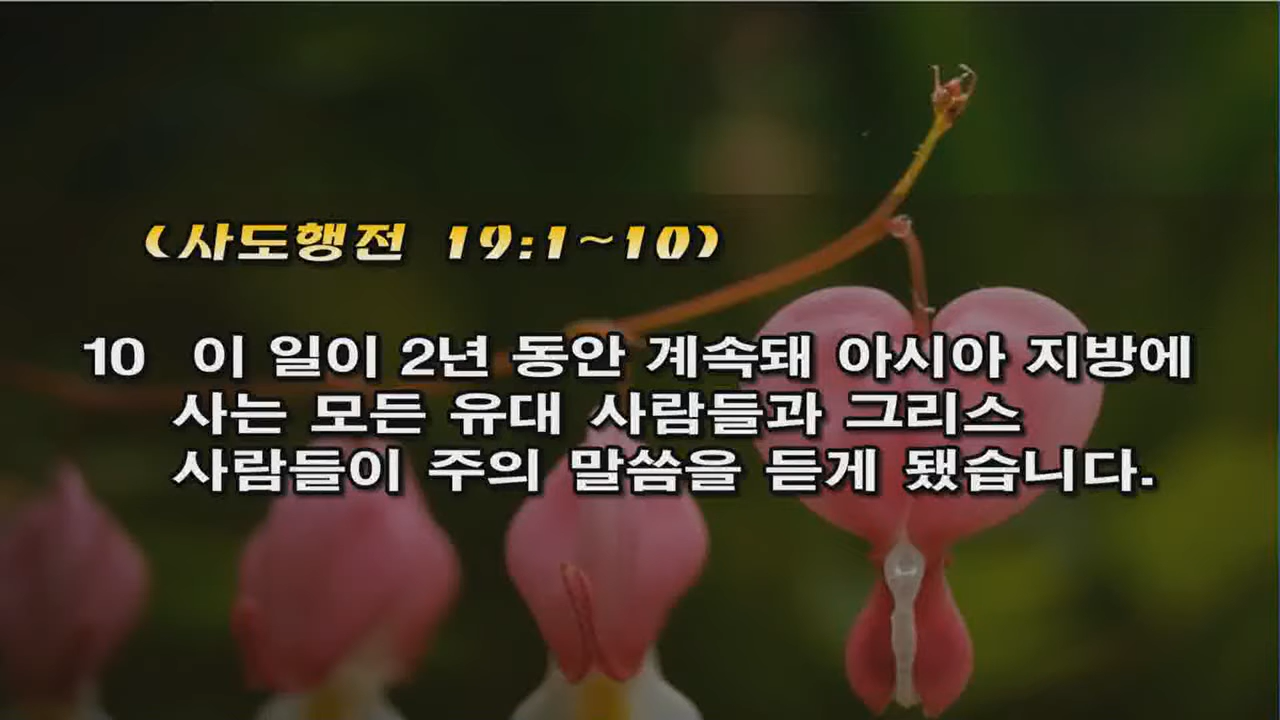 (사도행전 19:1~10)
10 이 일이 2년 동안 계속돼 아시아 지방에
사는 모든 유대 사람들과 그리스
사람들이 주의 말씀을 듣게 됐습니다.